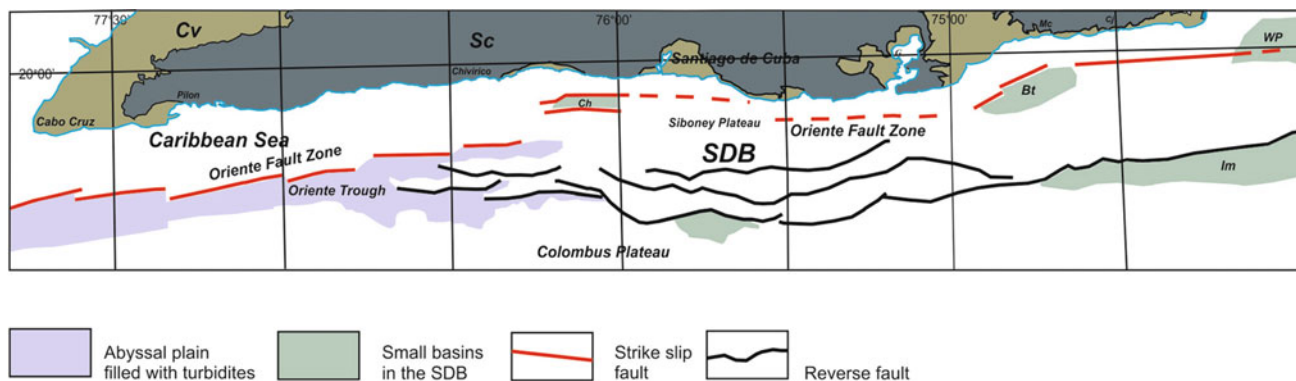 77°30'
76°00'
75°00'
Cv
Sc
Mc
WP
20°00'
Chivirico
Santiago de Cuba
G
Pilon
Cabo Cruz
Ch
Bt
Siboney Plateau
Oriente Fault Zone
Caribbean Sea
Oriente Fault Zone
SDB
Oriente Trough
Im
Colombus Plateau
Abyssal plain
filled with turbidites
Small basins
in the SDB
Strike slip
fault
Reverse fault